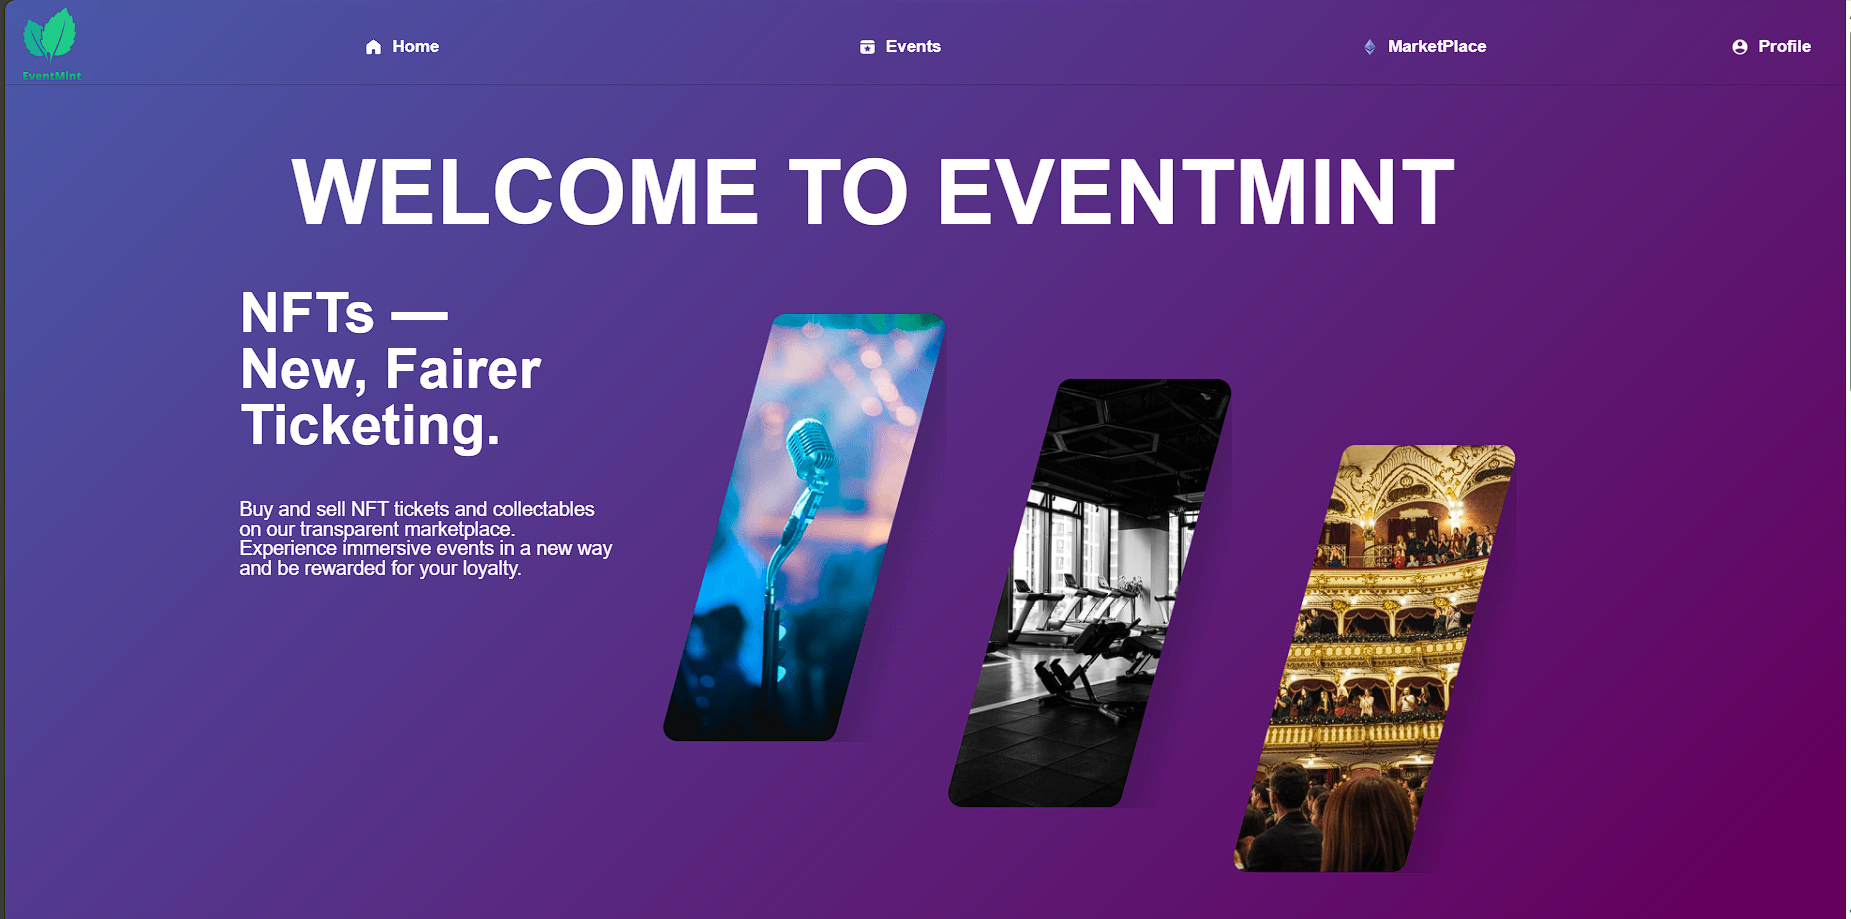 EventMint
Home
Events
MarketPlace
Profile
WELCOME TO EVENTMINT
NFTs —
New, Fairer
Ticketing.
Buy and sell NFT tickets and collectables
on our transparent marketplace.
Experience immersive events in a new way
and be rewarded for your loyalty.